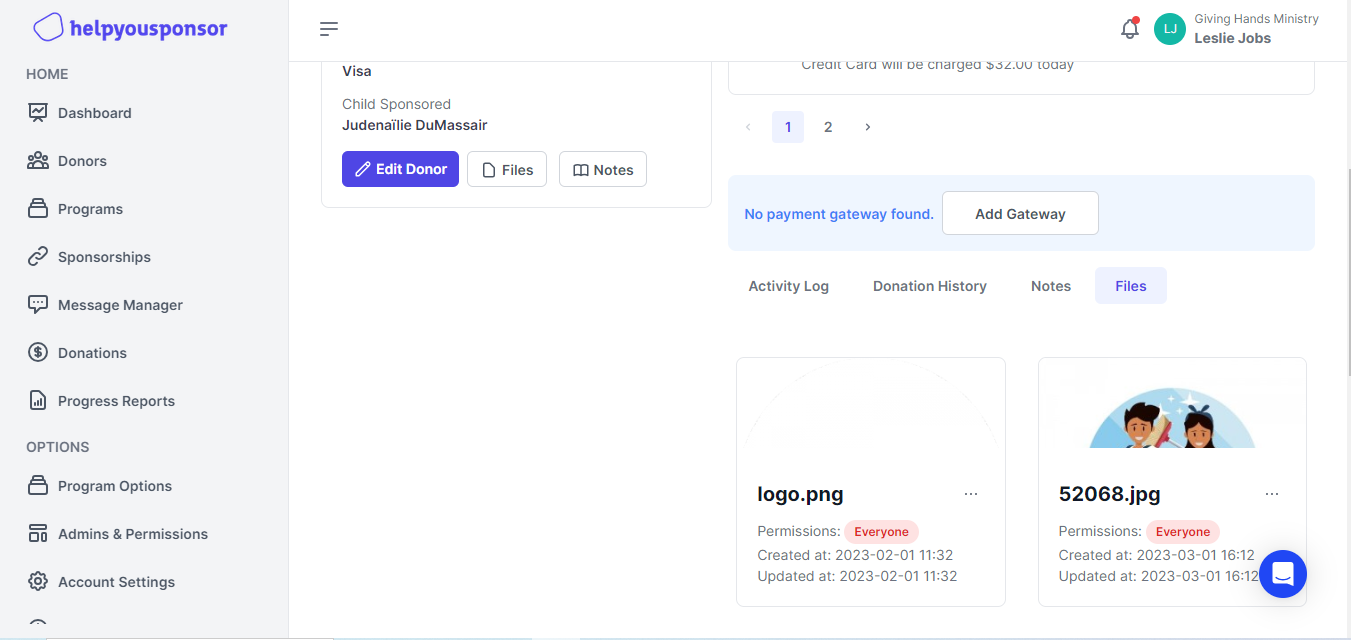 helpyousponsor
HOME
Dashboard
Donors
Programs
Sponsorships
Message Manager
Donations
Progress Reports
OPTIONS
Program Options
Admins & Permissions
Account Settings
Giving Hands Ministry
LJ
Leslie Jobs
Visa
Child Sponsored
Judenaïlie DuMassair
Edit Donor
Files
Notes
Credit Card will be charged $32.00 today
1
2
No payment gateway found.
Add Gateway
Activity Log
Donation History
Notes
Files
logo.png
...
Permissions: Everyone
Created at: 2023-02-01 11:32
Updated at: 2023-02-01 11:32
52068.jpg
...
Permissions: Everyone
Created at: 2023-03-01 16:12
Updated at: 2023-03-01 16:12